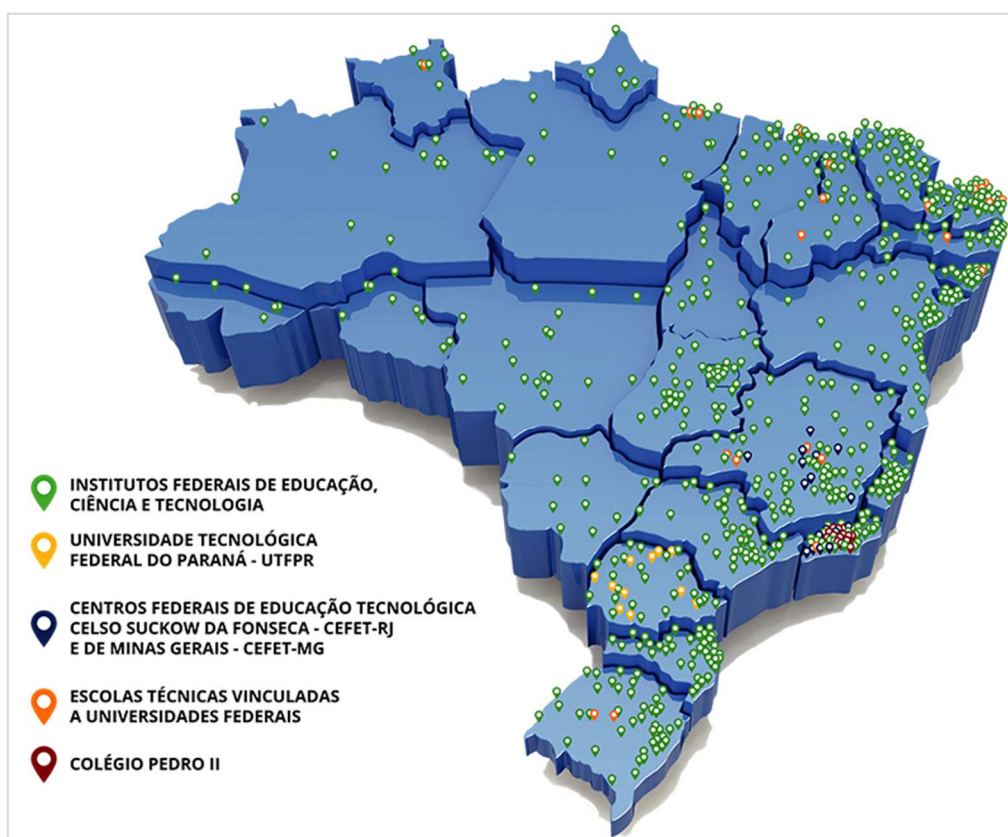 INSTITUTOS FEDERAIS DE EDUCAÇÃO,
CIÊNCIA E TECNOLOGIA
UNIVERSIDADE TECNOLÓGICA
FEDERAL DO PARANÁ - UTFPR
CENTROS FEDERAIS DE EDUCAÇÃO TECNOLÓGICA
CELSO SUCKOW DA FONSECA - CEFET-RJ
E DE MINAS GERAIS - CEFET-MG
ESCOLAS TÉCNICAS VINCULADAS
A UNIVERSIDADES FEDERAIS
COLÉGIO PEDRO II